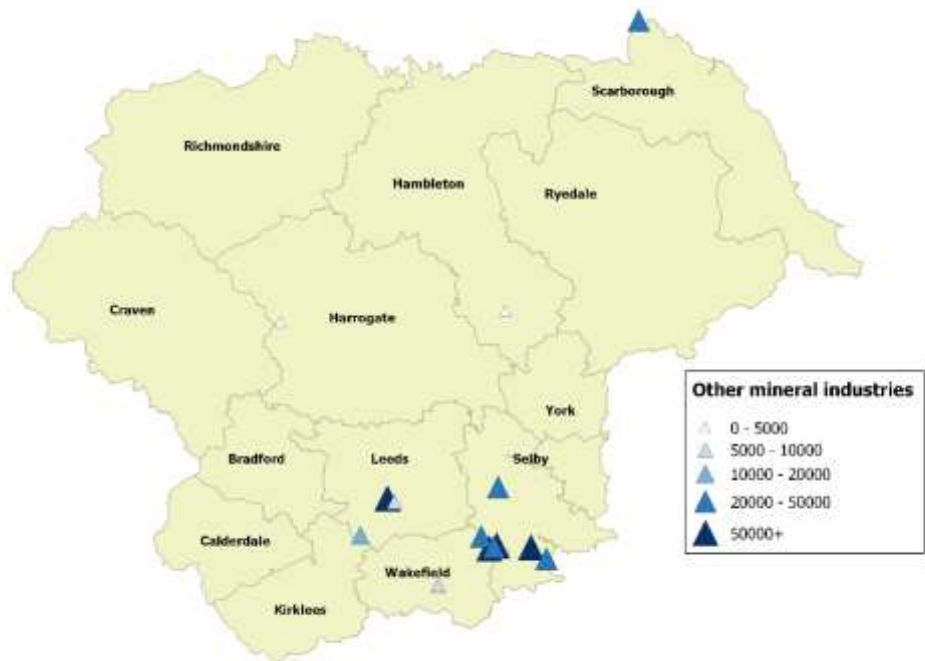 Scarborough
Richmondshire
Hambleton
Ryedale
Craven
Harrogate
York
Bradford
Leeds
Selby
Calderdale
Wakefield
Kirklees
Other mineral industries
0 - 5000
5000 - 10000
10000 - 20000
20000 - 50000
50000+